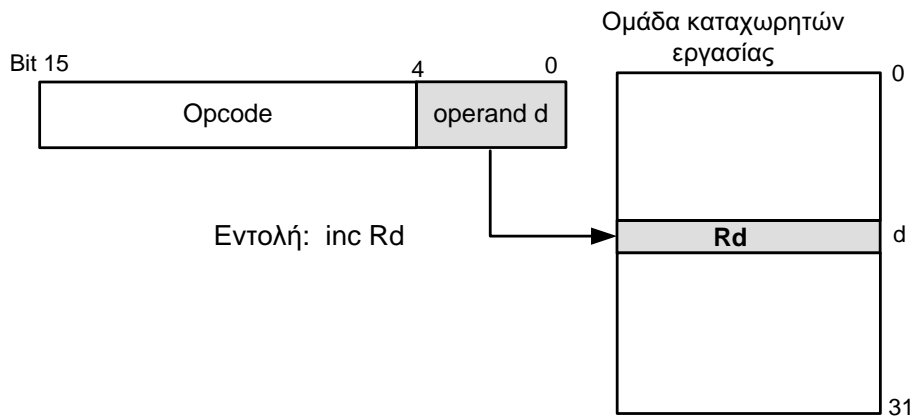 Ομάδα καταχωρητών
εργασίας
Bit 15
4
0
0
Opcode
operand d
Εντολή: inc Rd
Rd
d
31